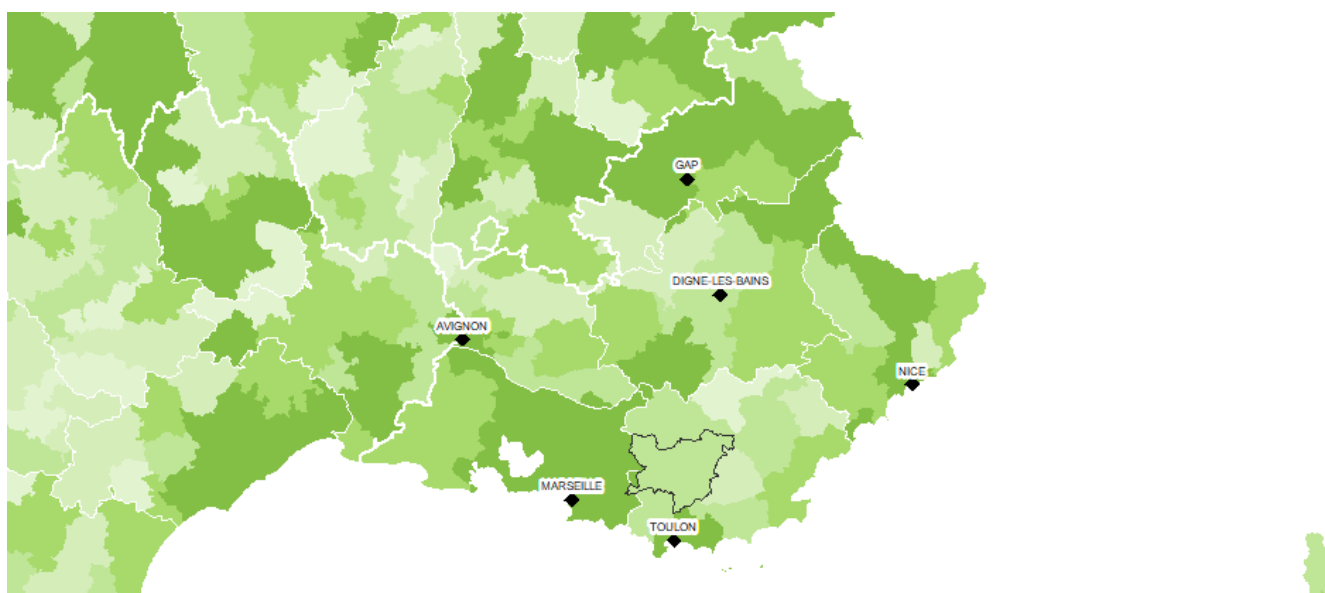 GAP
DIGNE-LES-BAINS
AVIGNON
NICE
MARSEILLE
TOULON